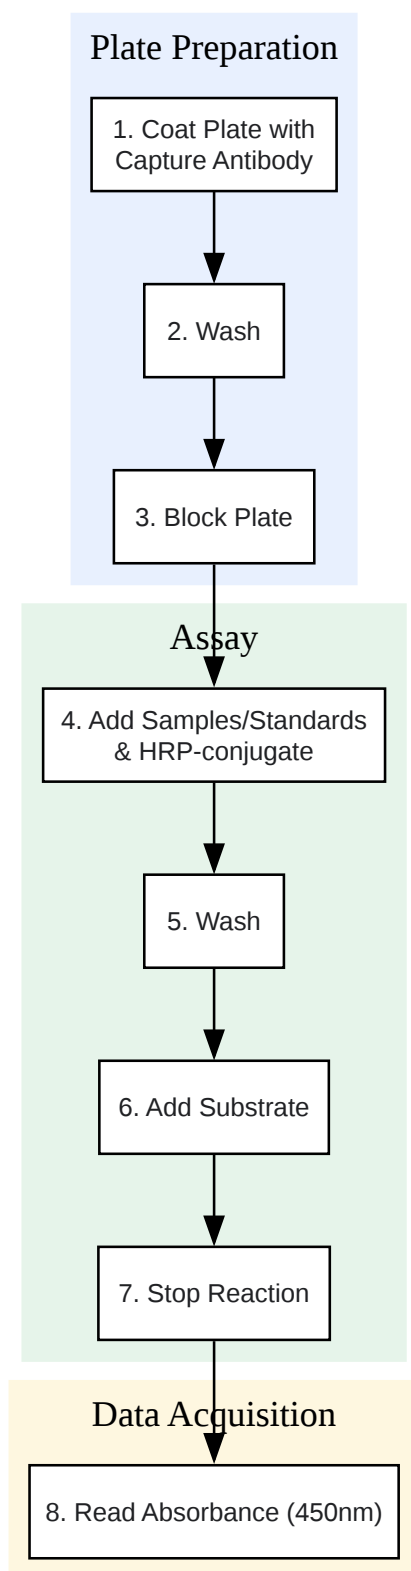 Plate Preparation
1. Coat Plate with
Capture Antibody
2. Wash
3. Block Plate
Assay
4. Add Samples/Standards
& HRP-conjugate
5. Wash
6. Add Substrate
7. Stop Reaction
Data Acquisition
8. Read Absorbance (450nm)